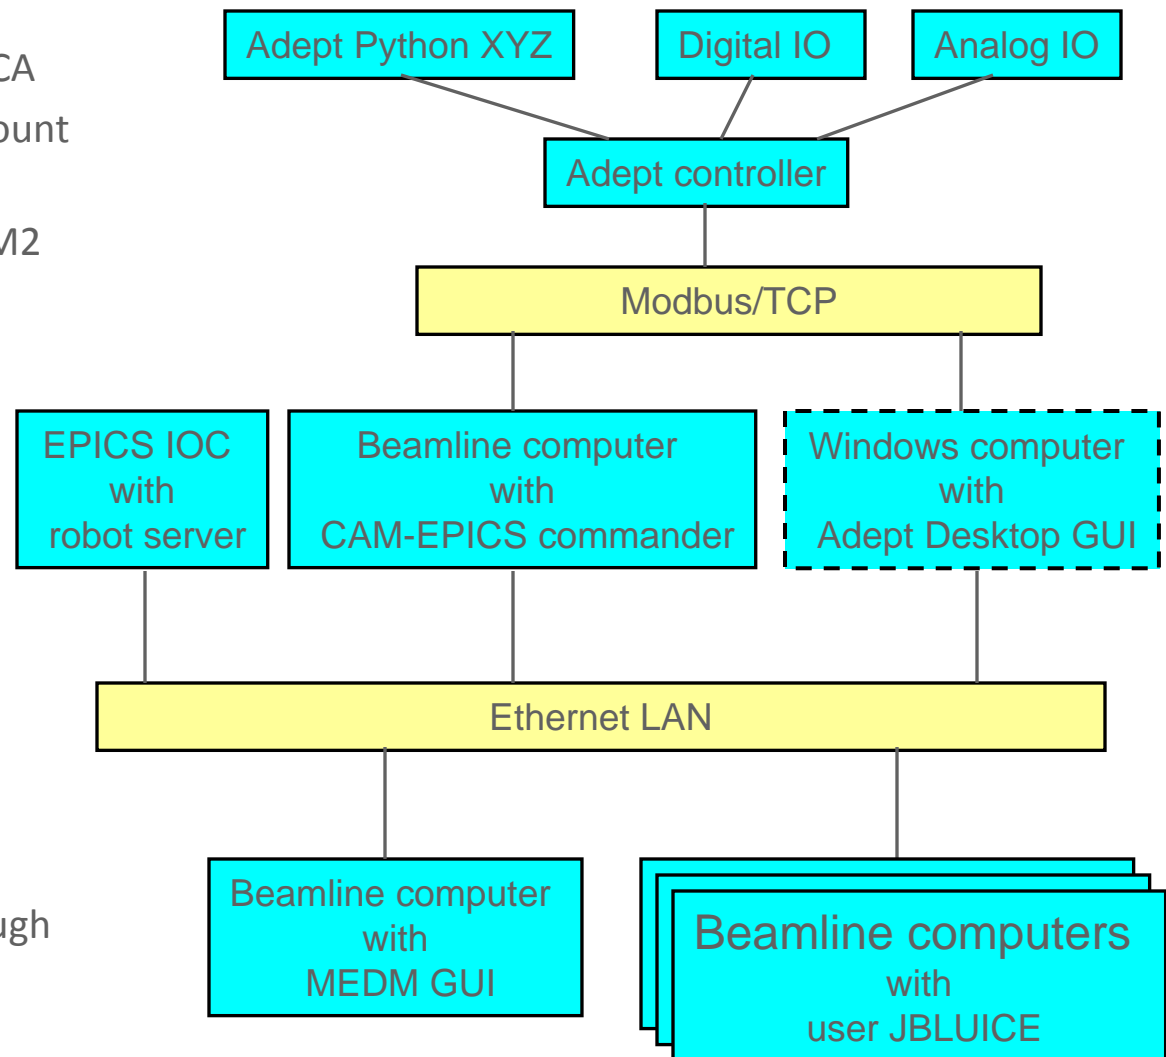 Adept Python XYZ
Digital IO
Analog IO
CA
ount
Adept controller
M2
Modbus/TCP
EPICS IOC
with
robot server
Beamline computer
with
CAM-EPICS commander
Windows computer
with
Adept Desktop GUI
Ethernet LAN
ugh
Beamline computer
with
MEDM GUI
Beamline computers
with
user JBLUICE